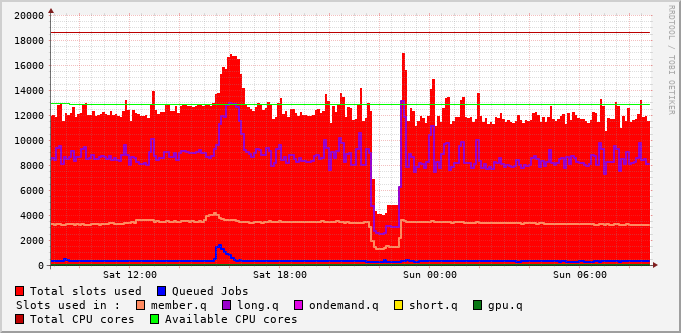 20000
18000
16000
14000
12000
10000
8000
6000
4000
2000
0
Sat 12:00 Sat 18:00 Sun 00:00 Sun 06:00
RRDTOOL / TOBI OETIKER
Total slots used Queued Jobs
Slots used in : member.q long.q ondemand.q short.q gpu.q
Total CPU cores Available CPU cores